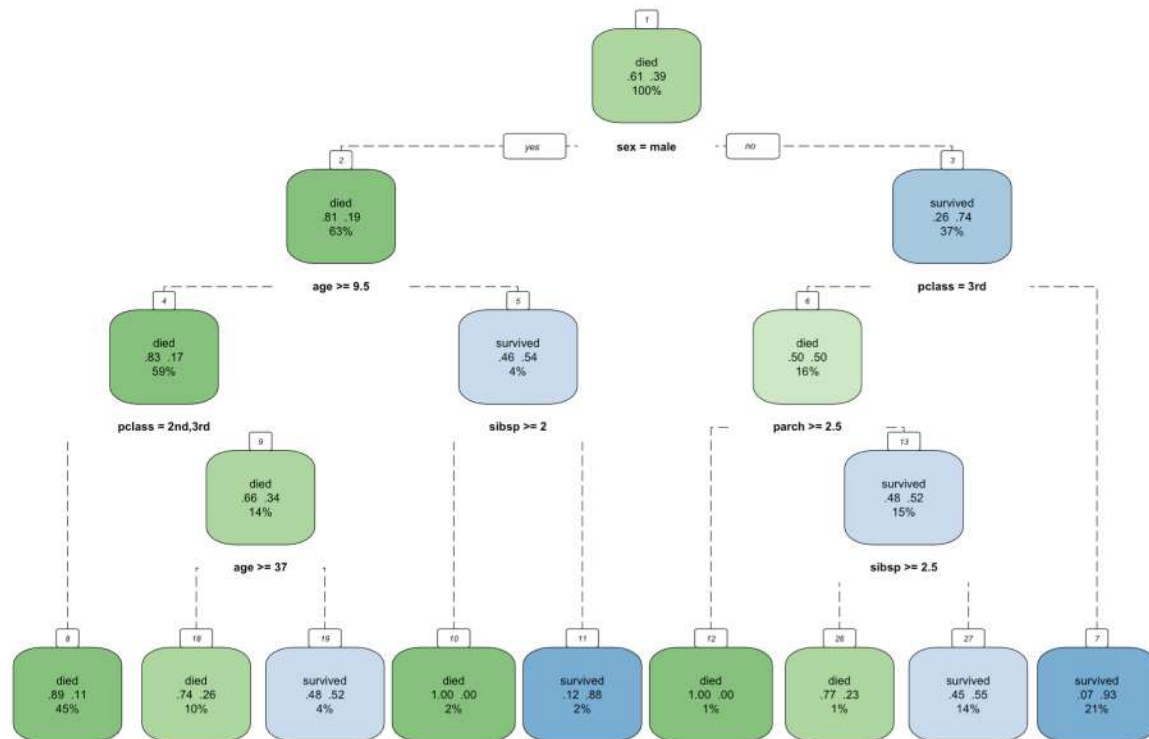 1
died
.61 .39
100%
yes
sex = male
no
2
died
.81 .19
63%
3
survived
.26 .74
37%
age >= 9.5
pclass = 3rd
4
died
.83 .17
59%
5
survived
.46 .54
4%
6
died
.50 .50
16%
pclass = 2nd,3rd
sibsp >= 2
parch >= 2.5
9
died
.66 .34
14%
13
survived
.48 .52
15%
age >= 37
sibsp >= 2.5
8
died
.89 .11
45%
18
died
.74 .26
10%
19
survived
.48 .52
4%
10
died
1.00 .00
2%
11
survived
.12 .88
2%
12
died
1.00 .00
1%
26
died
.77 .23
1%
27
survived
.45 .55
14%
7
survived
.07 .93
21%